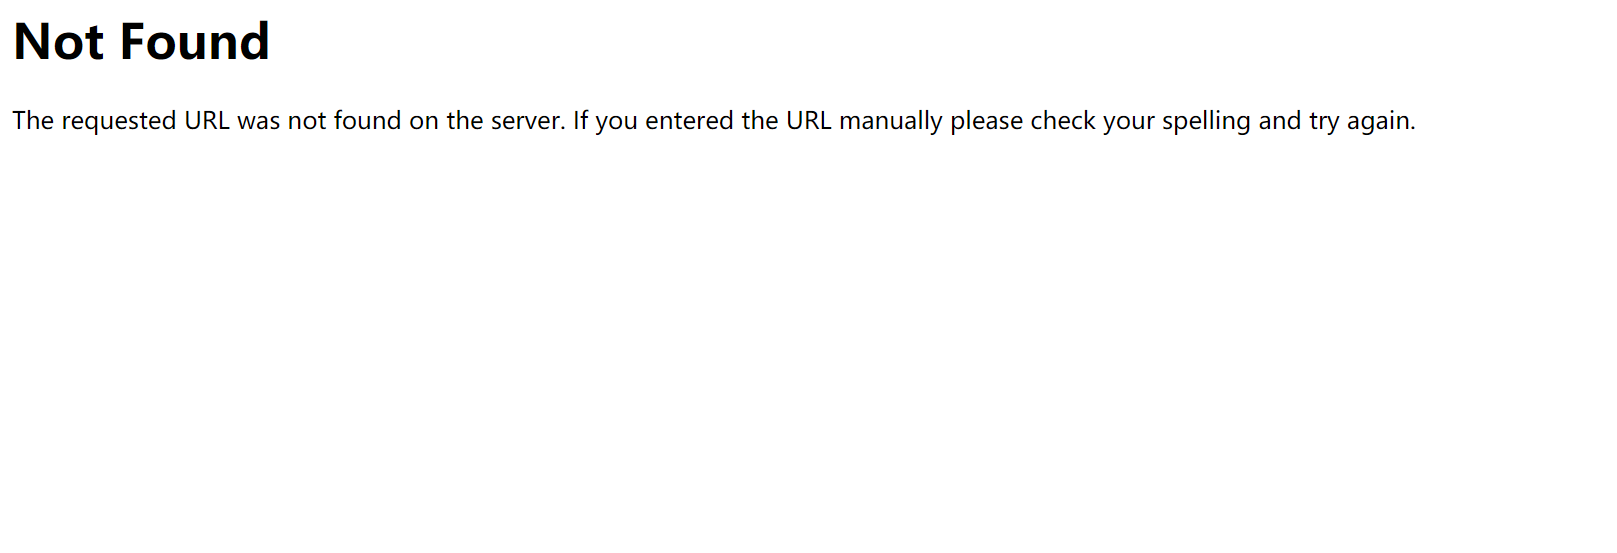 Not Found
The requested URL was not found on the server. If you entered the URL manually please check your spelling and try again.